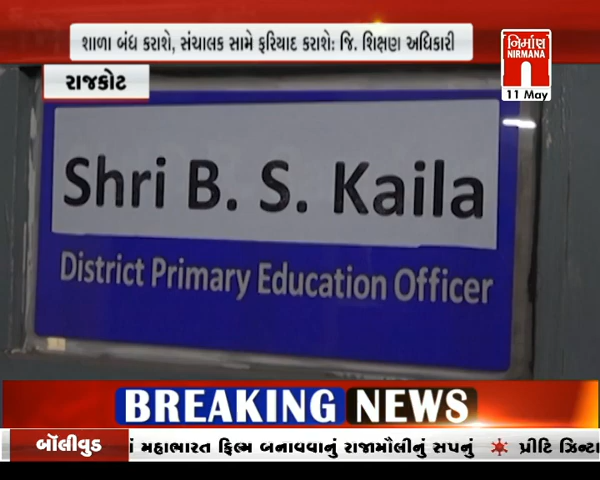 શાળા બંધ કરાશે, સંચાલક સામે ફરિયાદ કરાશે: જિ. શિક્ષણ અધિકારી
રાજકોટ
નિર્માણ
NIRMANA
11 May
Shri B. S. Kaila
District Primary Education Officer
BREAKING NEWS
બૉલીવુડ
મહાભારત ફિલ્મ બનાવવાનું રાજામૌલીનું સપનું પ્રીતિ ઝિન્ટા